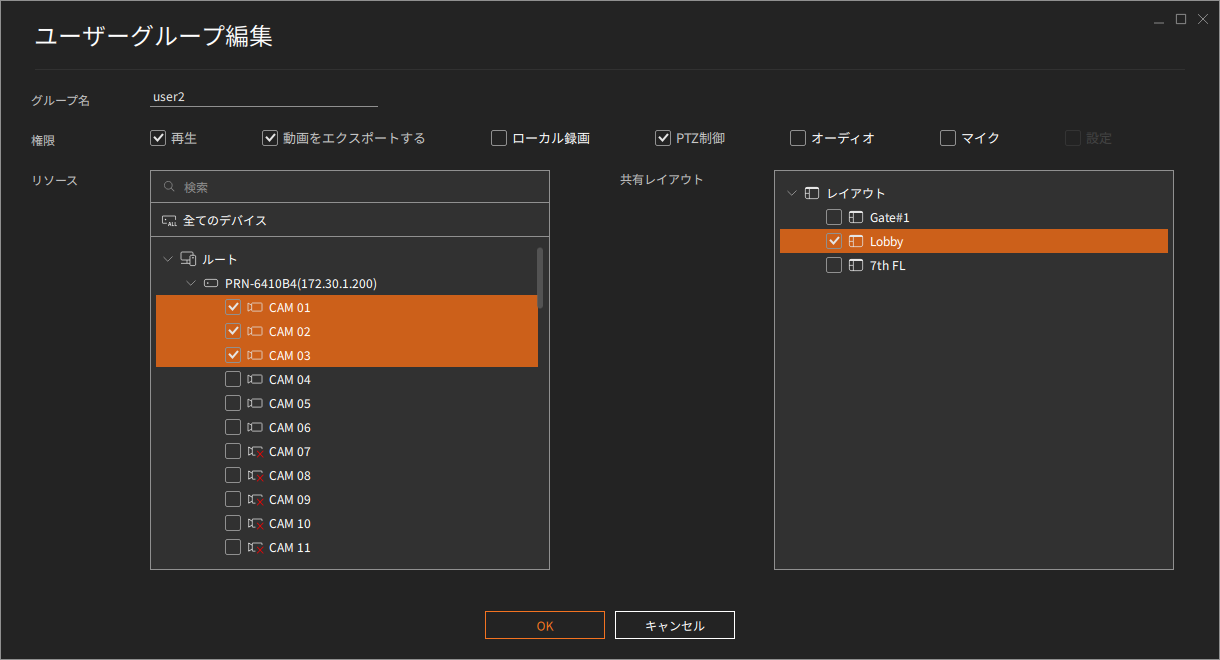 ユーザーグループ編集
グループ名 user2
権限 再生 動画をエクスポートする ローカル録画 PTZ制御 オーディオ マイク 設定
リソース 検索 共有レイアウト
ALL 全てのデバイス
ルート
PRN-6410B4(172.30.1.200)
CAM 01
CAM 02
CAM 03
CAM 04
CAM 05
CAM 06
CAM 07
CAM 08
CAM 09
CAM 10
CAM 11
レイアウト
Gate#1
Lobby
7th FL
OK キャンセル